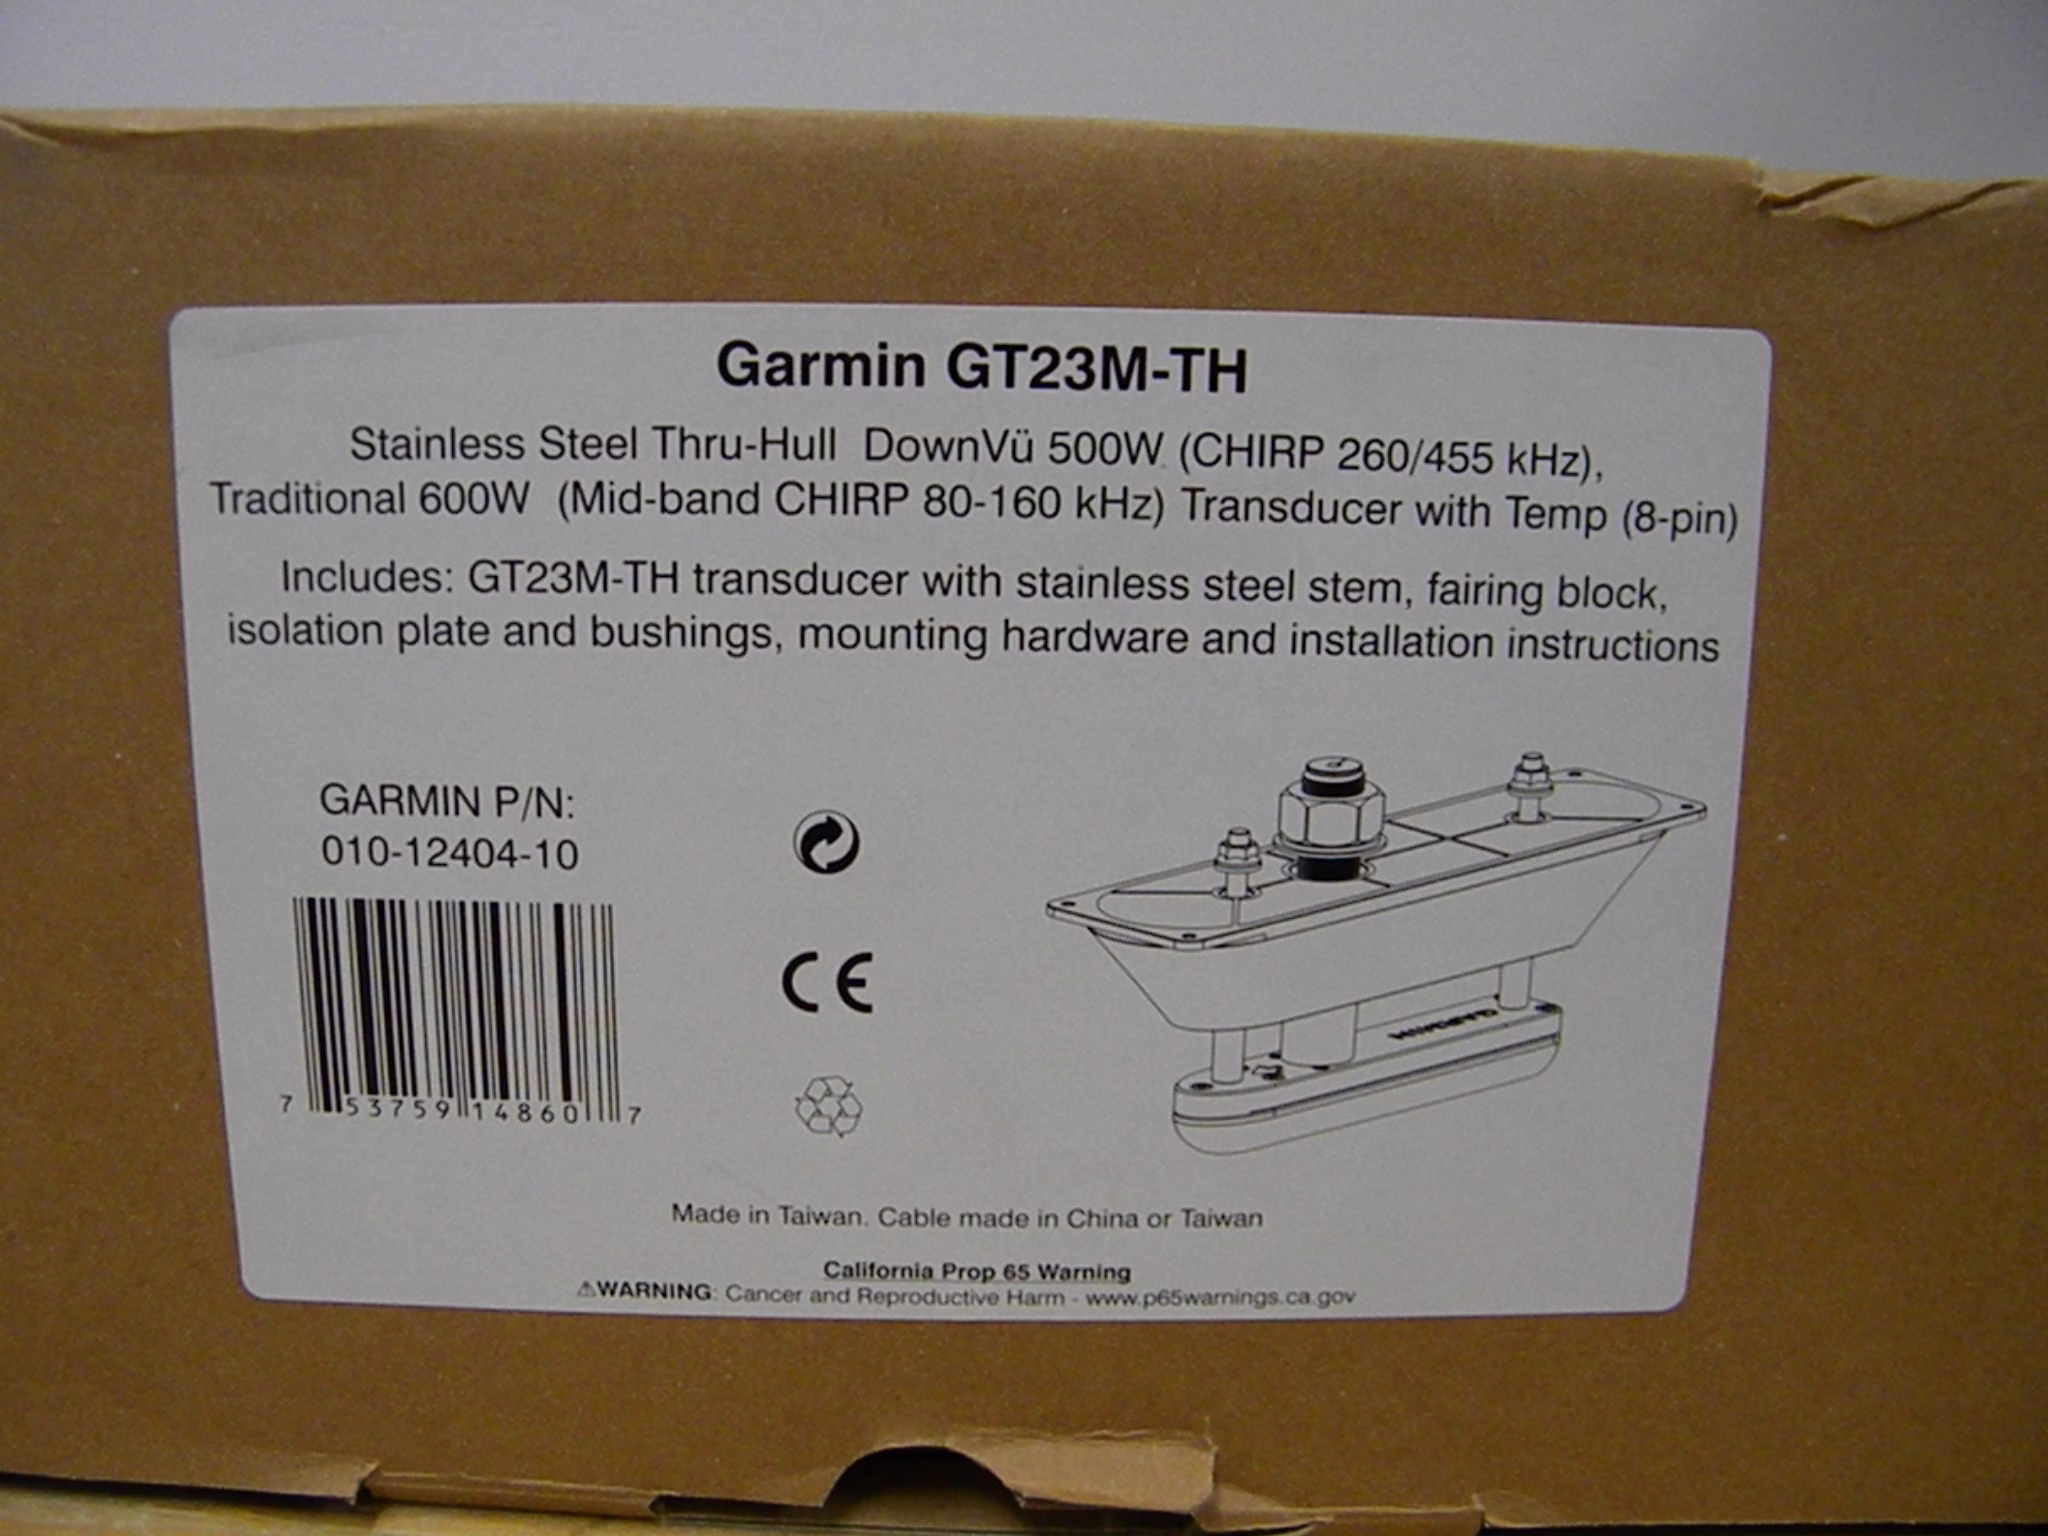 Garmin GT23M-TH
Stainless Steel Thru-Hull DownVü 500W (CHIRP 260/455 kHz),
Traditional 600W (Mid-band CHIRP 80-160 kHz) Transducer with Temp (8-pin)
Includes: GT23M-TH transducer with stainless steel stem, fairing block,
isolation plate and bushings, mounting hardware and installation instructions
GARMIN P/N:
010-12404-10
7 53759 14860 7
CE
GARMIN
Made in Taiwan. Cable made in China or Taiwan
California Prop 65 Warning
⚠WARNING: Cancer and Reproductive Harm - www.p65warnings.ca.gov